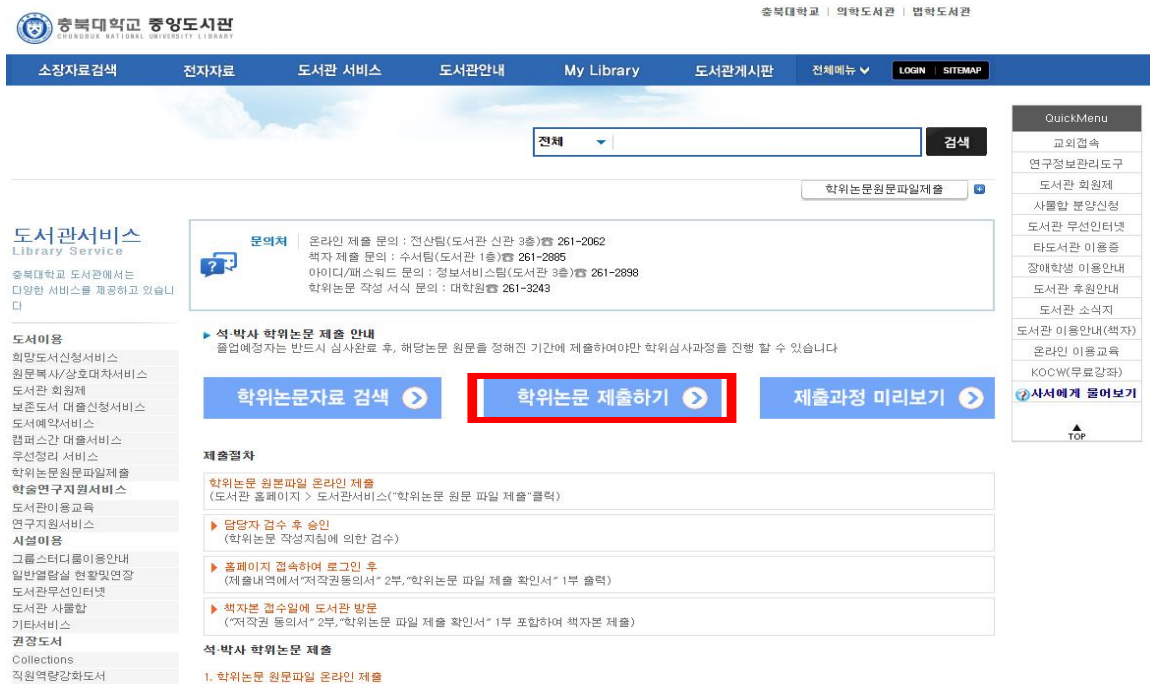 충북대학교 | 의학도서관 | 법학도서관
충북대학교 중앙도서관
CHUNGBUK NATIONAL UNIVERSITY LIBRARY
소장자료검색 전자자료 도서관 서비스 도서관안내 My Library 도서관게시판 전체메뉴 LOGIN | SITEMAP
전체 검색
학위논문원문파일제출
도서관서비스
Library Service
충북대학교 도서관에서는
다양한 서비스를 제공하고 있습니
다
도서이용
희망도서신청서비스
원문복사/상호대차서비스
도서관 회원제
보존도서 대출신청서비스
도서예약서비스
캠퍼스간 대출서비스
우선정리 서비스
학위논문원문파일제출
학술연구지원서비스
도서관이용교육
연구지원서비스
시설이용
그룹스터디룸이용안내
일반열람실 현황및연장
도서관무선인터넷
도서관 사물함
기타서비스
권장도서
Collections
직원역량강화도서
문의처 온라인 제출 문의 : 전산팀(도서관 신관 3층)☎ 261-2062
책자 제출 문의 : 수서팀(도서관 1층)☎ 261-2885
아이디/패스워드 문의 : 정보서비스팀(도서관 3층)☎ 261-2898
학위논문 작성 서식 문의 : 대학원☎ 261-3243
석·박사 학위논문 제출 안내
졸업예정자는 반드시 심사완료 후, 해당논문 원문을 정해진 기간에 제출하여야만 학위심사과정을 진행 할 수 있습니다
학위논문자료 검색 학위논문 제출하기 제출과정 미리보기
제출절차
학위논문 원본파일 온라인 제출
(도서관 홈페이지 > 도서관서비스("학위논문 원문 파일 제출"클릭)
담당자 검수 후 승인
(학위논문 작성지침에 의한 검수)
홈페이지 접속하여 로그인 후
(제출내역에서"저작권동의서" 2부,"학위논문 파일 제출 확인서" 1부 출력)
책자본 접수일에 도서관 방문
("저작권 동의서" 2부,"학위논문 파일 제출 확인서" 1부 포함하여 책자본 제출)
석·박사 학위논문 제출
1. 학위논문 원문파일 온라인 제출
QuickMenu
교외접속
연구정보관리도구
도서관 회원제
사물함 분양신청
도서관 무선인터넷
타도서관 이용증
장애학생 이용안내
도서관 후원안내
도서관 소식지
도서관 이용안내(책자)
온라인 이용교육
KOCW(무료강좌)
사서에게 물어보기
TOP